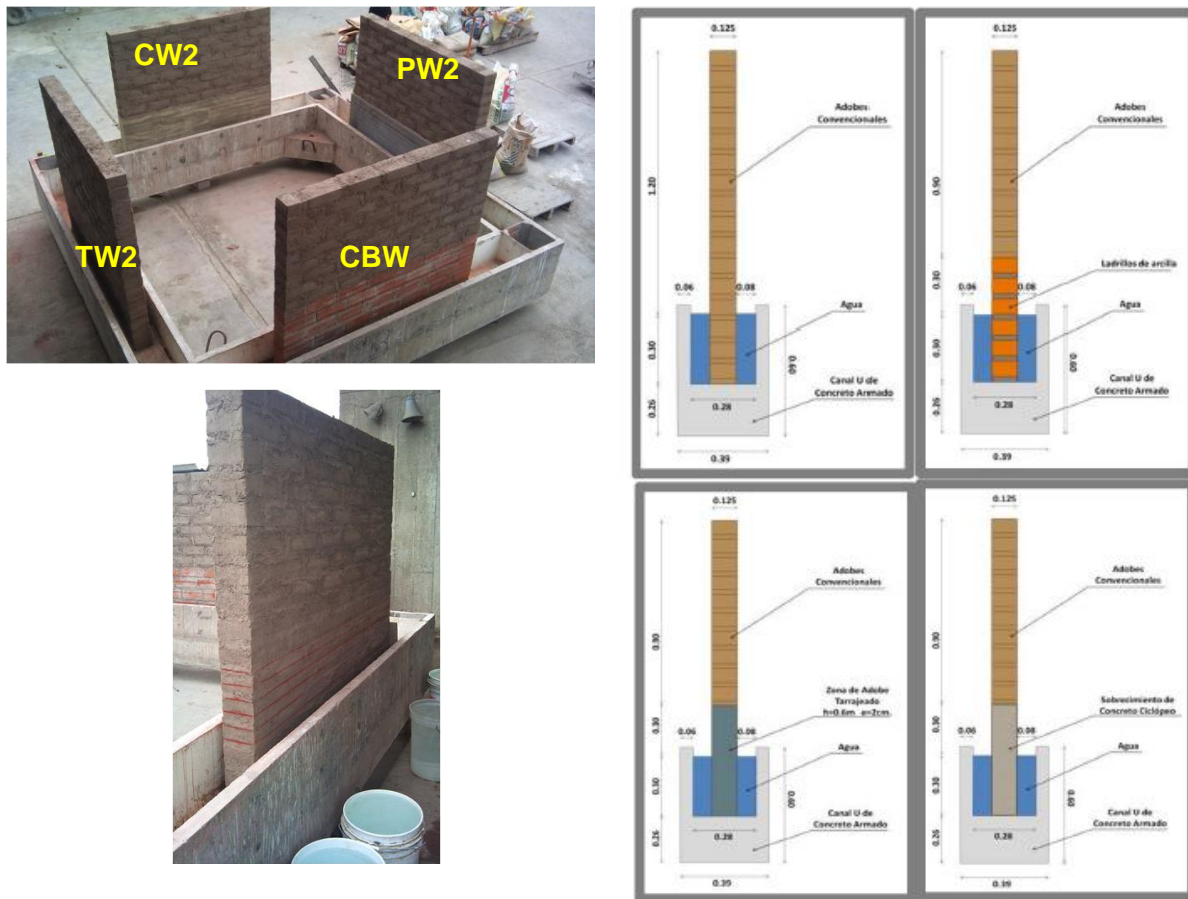 CW2
PW2
TW2
CBW
0.125
Adobes
Convencionales
1.20
0.06
0.08
Agua
0.30
0.60
Canal U de
Concreto Armado
0.28
0.26
0.39
0.125
Adobes
Convencionales
0.90
Ladrillos de arcilla
0.30
0.06
0.08
Agua
0.30
0.60
Canal U de
Concreto Armado
0.28
0.26
0.39
0.125
Adobes
Convencionales
0.90
Zona de Adobe
Tarrajeado
h=0.6m e=2cm.
0.30
0.06
0.08
Agua
0.30
0.60
Canal U de
Concreto Armado
0.28
0.26
0.39
0.125
Adobes
Convencionales
0.90
Sobrecimiento de
Concreto Ciclópeo
0.30
0.06
0.08
Agua
0.30
0.60
Canal U de
Concreto Armado
0.28
0.26
0.39